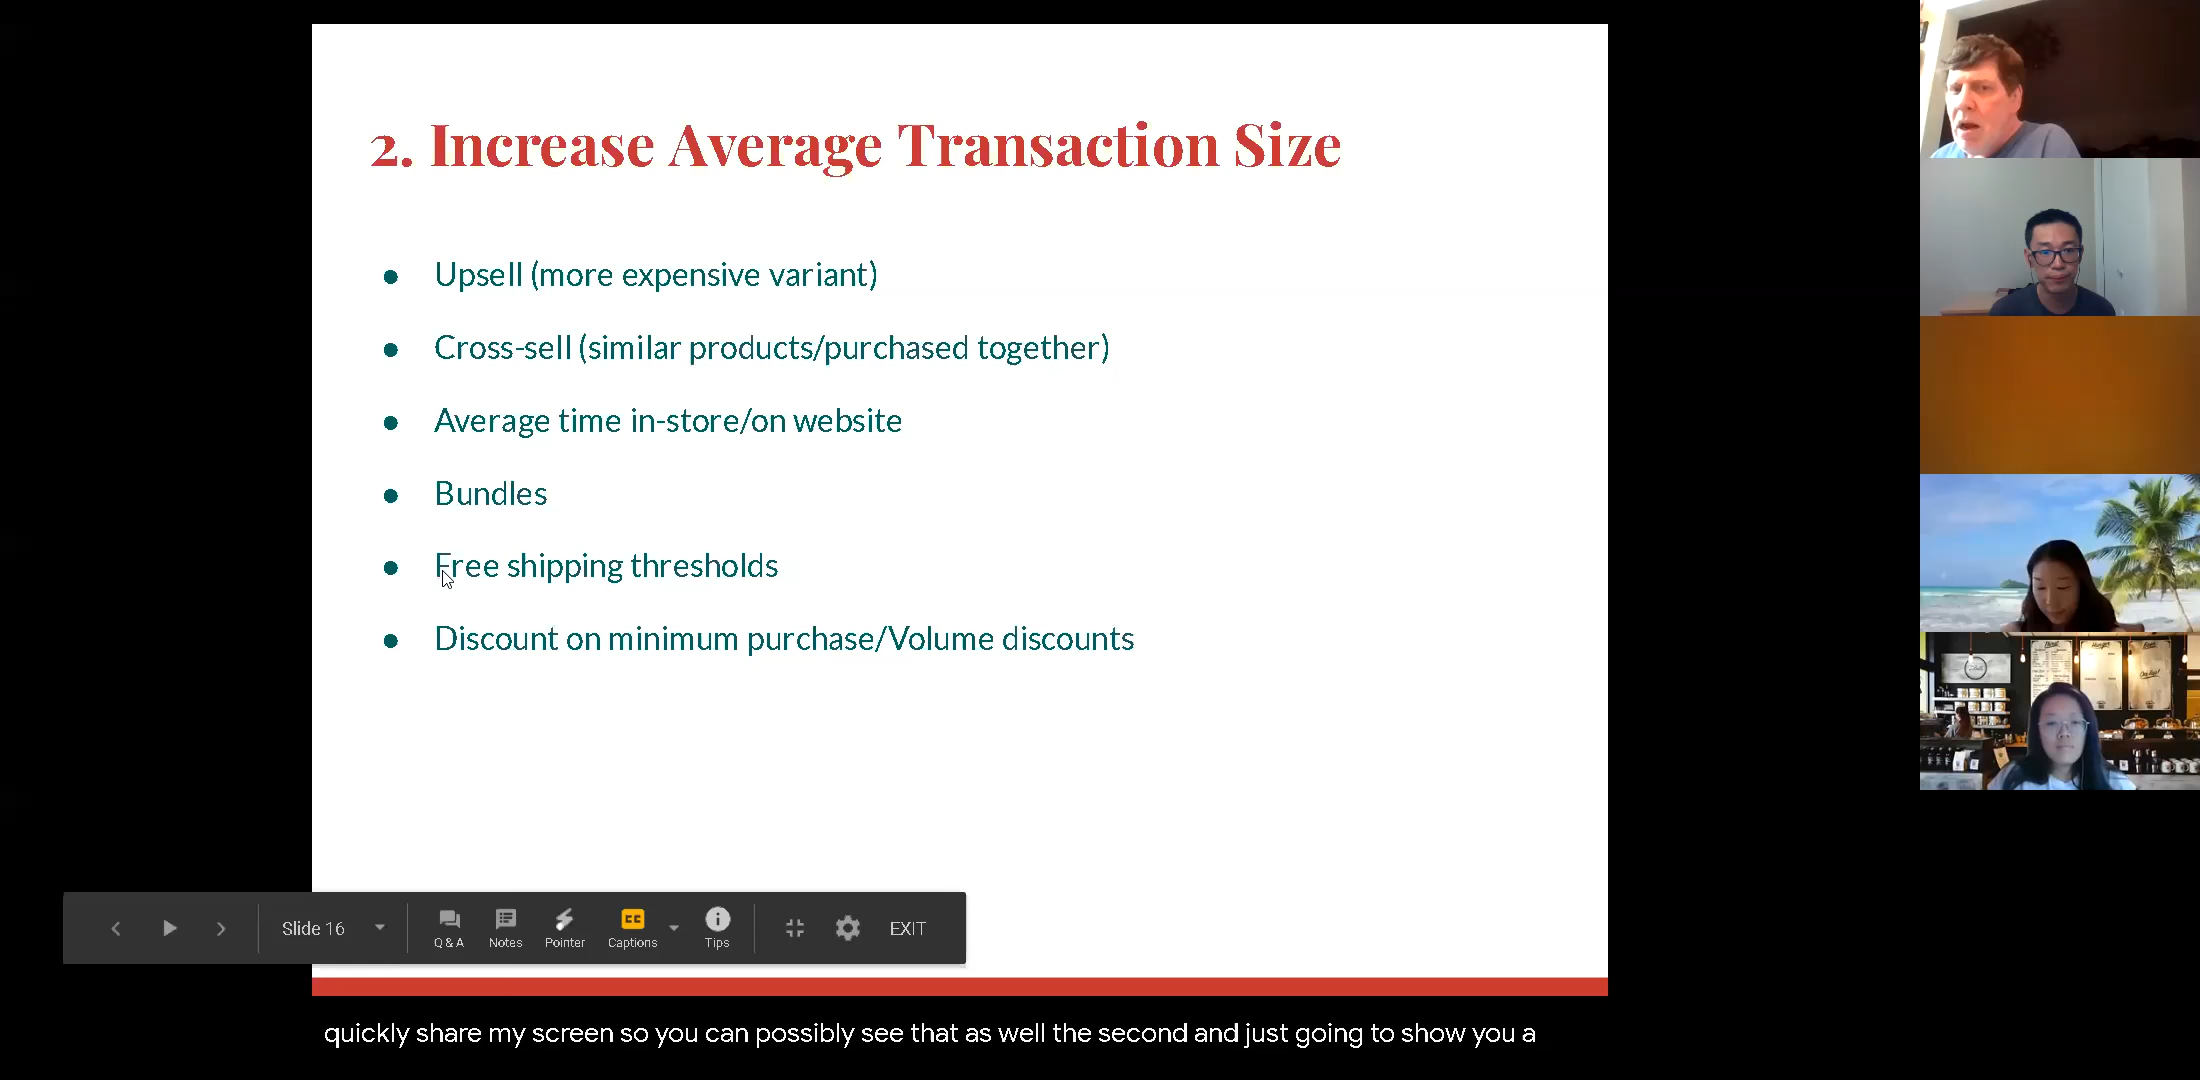 2. Increase Average Transaction Size
● Upsell (more expensive variant)
● Cross-sell (similar products/purchased together)
● Average time in-store/on website
● Bundles
● Free shipping thresholds
● Discount on minimum purchase/Volume discounts
Slide 16
Q & A
Notes
Pointer
CC
Captions
Tips
EXIT
quickly share my screen so you can possibly see that as well the second and just going to show you a